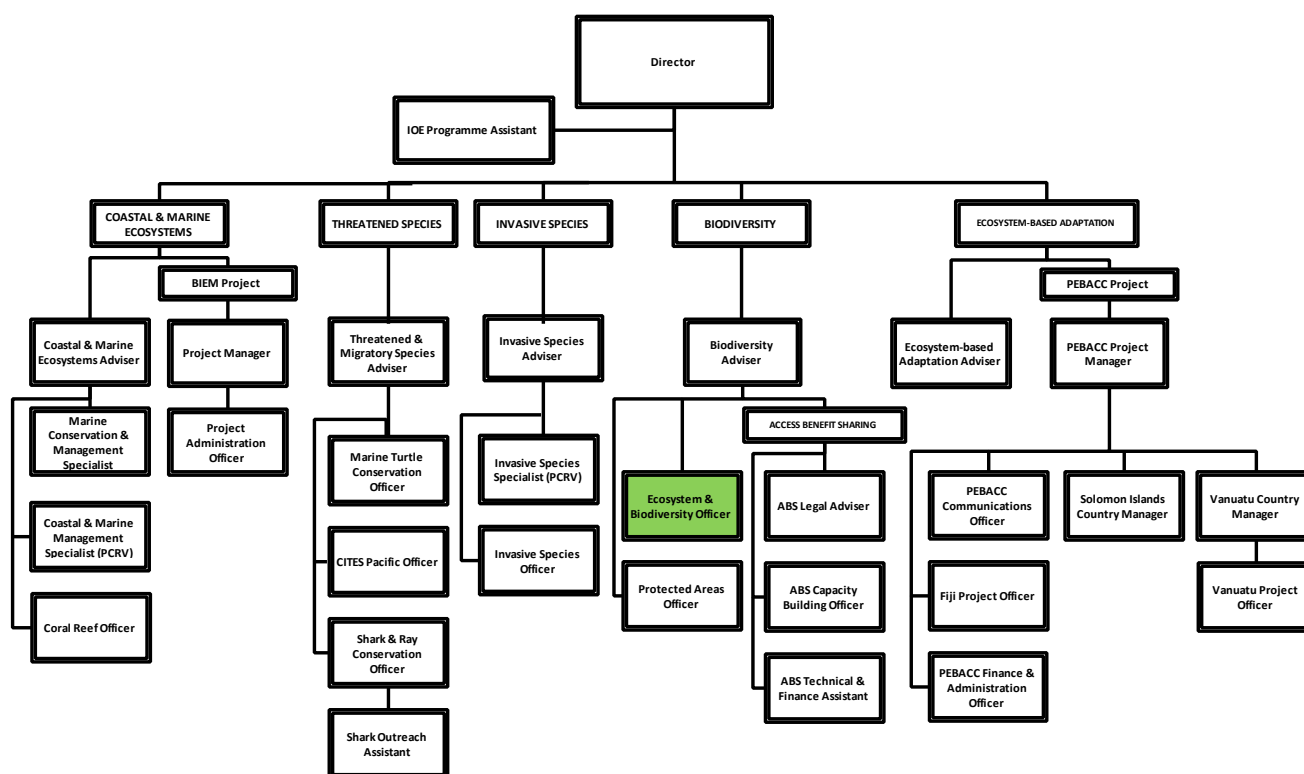 Director
IOE Programme Assistant
COASTAL & MARINE
ECOSYSTEMS
THREATENED SPECIES
INVASIVE SPECIES
BIODIVERSITY
ECOSYSTEM-BASED ADAPTATION
BIEM Project
PEBACC Project
Coastal & Marine
Ecosystems Adviser
Project Manager
Threatened &
Migratory Species
Adviser
Invasive Species
Adviser
Biodiversity
Adviser
Ecosystem-based
Adaptation Adviser
PEBACC Project
Manager
Marine
Conservation &
Management
Specialist
Project
Administration
Officer
ACCESS BENEFIT SHARING
Marine Turtle
Conservation
Officer
Invasive Species
Specialist (PCRV)
Ecosystem &
Biodiversity Officer
ABS Legal Adviser
PEBACC
Communications
Officer
Solomon Islands
Country Manager
Vanuatu Country
Manager
Coastal & Marine
Management
Specialist (PCRV)
CITES Pacific Officer
Invasive Species
Officer
Protected Areas
Officer
ABS Capacity
Building Officer
Fiji Project Officer
Vanuatu Project
Officer
Coral Reef Officer
Shark & Ray
Conservation
Officer
ABS Technical &
Finance Assistant
PEBACC Finance &
Administration
Officer
Shark Outreach
Assistant